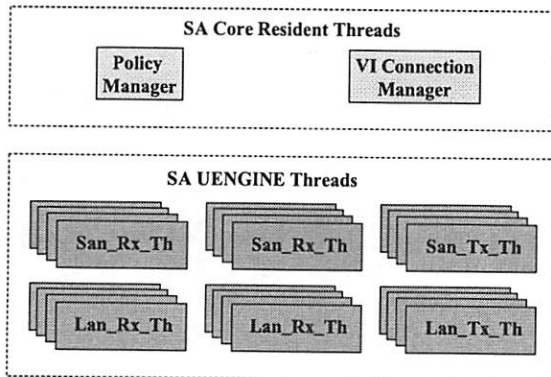 SA Core Resident Threads
Policy
Manager
VI Connection
Manager
SA UENGINE Threads
San_Rx_Th
San_Rx_Th
San_Tx_Th
Lan_Rx_Th
Lan_Rx_Th
Lan_Tx_Th